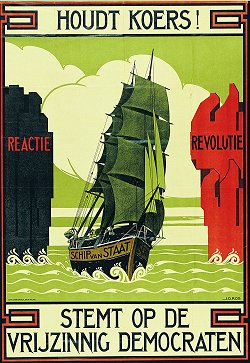 HOUDT KOERS!
REACTIE
REVOLUTIE
SCHIP VAN STAAT
STEMT OP DE
VRIJZINNIG DEMOCRATEN